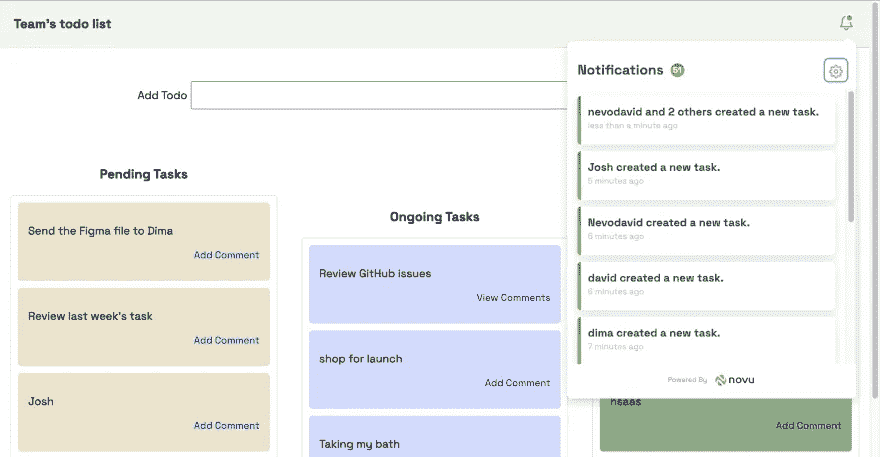 Team's todo list
Add Todo
Notifications 51
nevodavid and 2 others created a new task.
less than a minute ago
Josh created a new task.
5 minutes ago
Nevodavid created a new task.
6 minutes ago
david created a new task.
6 minutes ago
dima created a new task.
7 minutes ago
Powered By novu
Pending Tasks
Send the Figma file to Dima
Add Comment
Review last week's task
Add Comment
Josh
Add Comment
Ongoing Tasks
Review GitHub issues
View Comments
shop for launch
Add Comment
Taking my bath
Add Comment